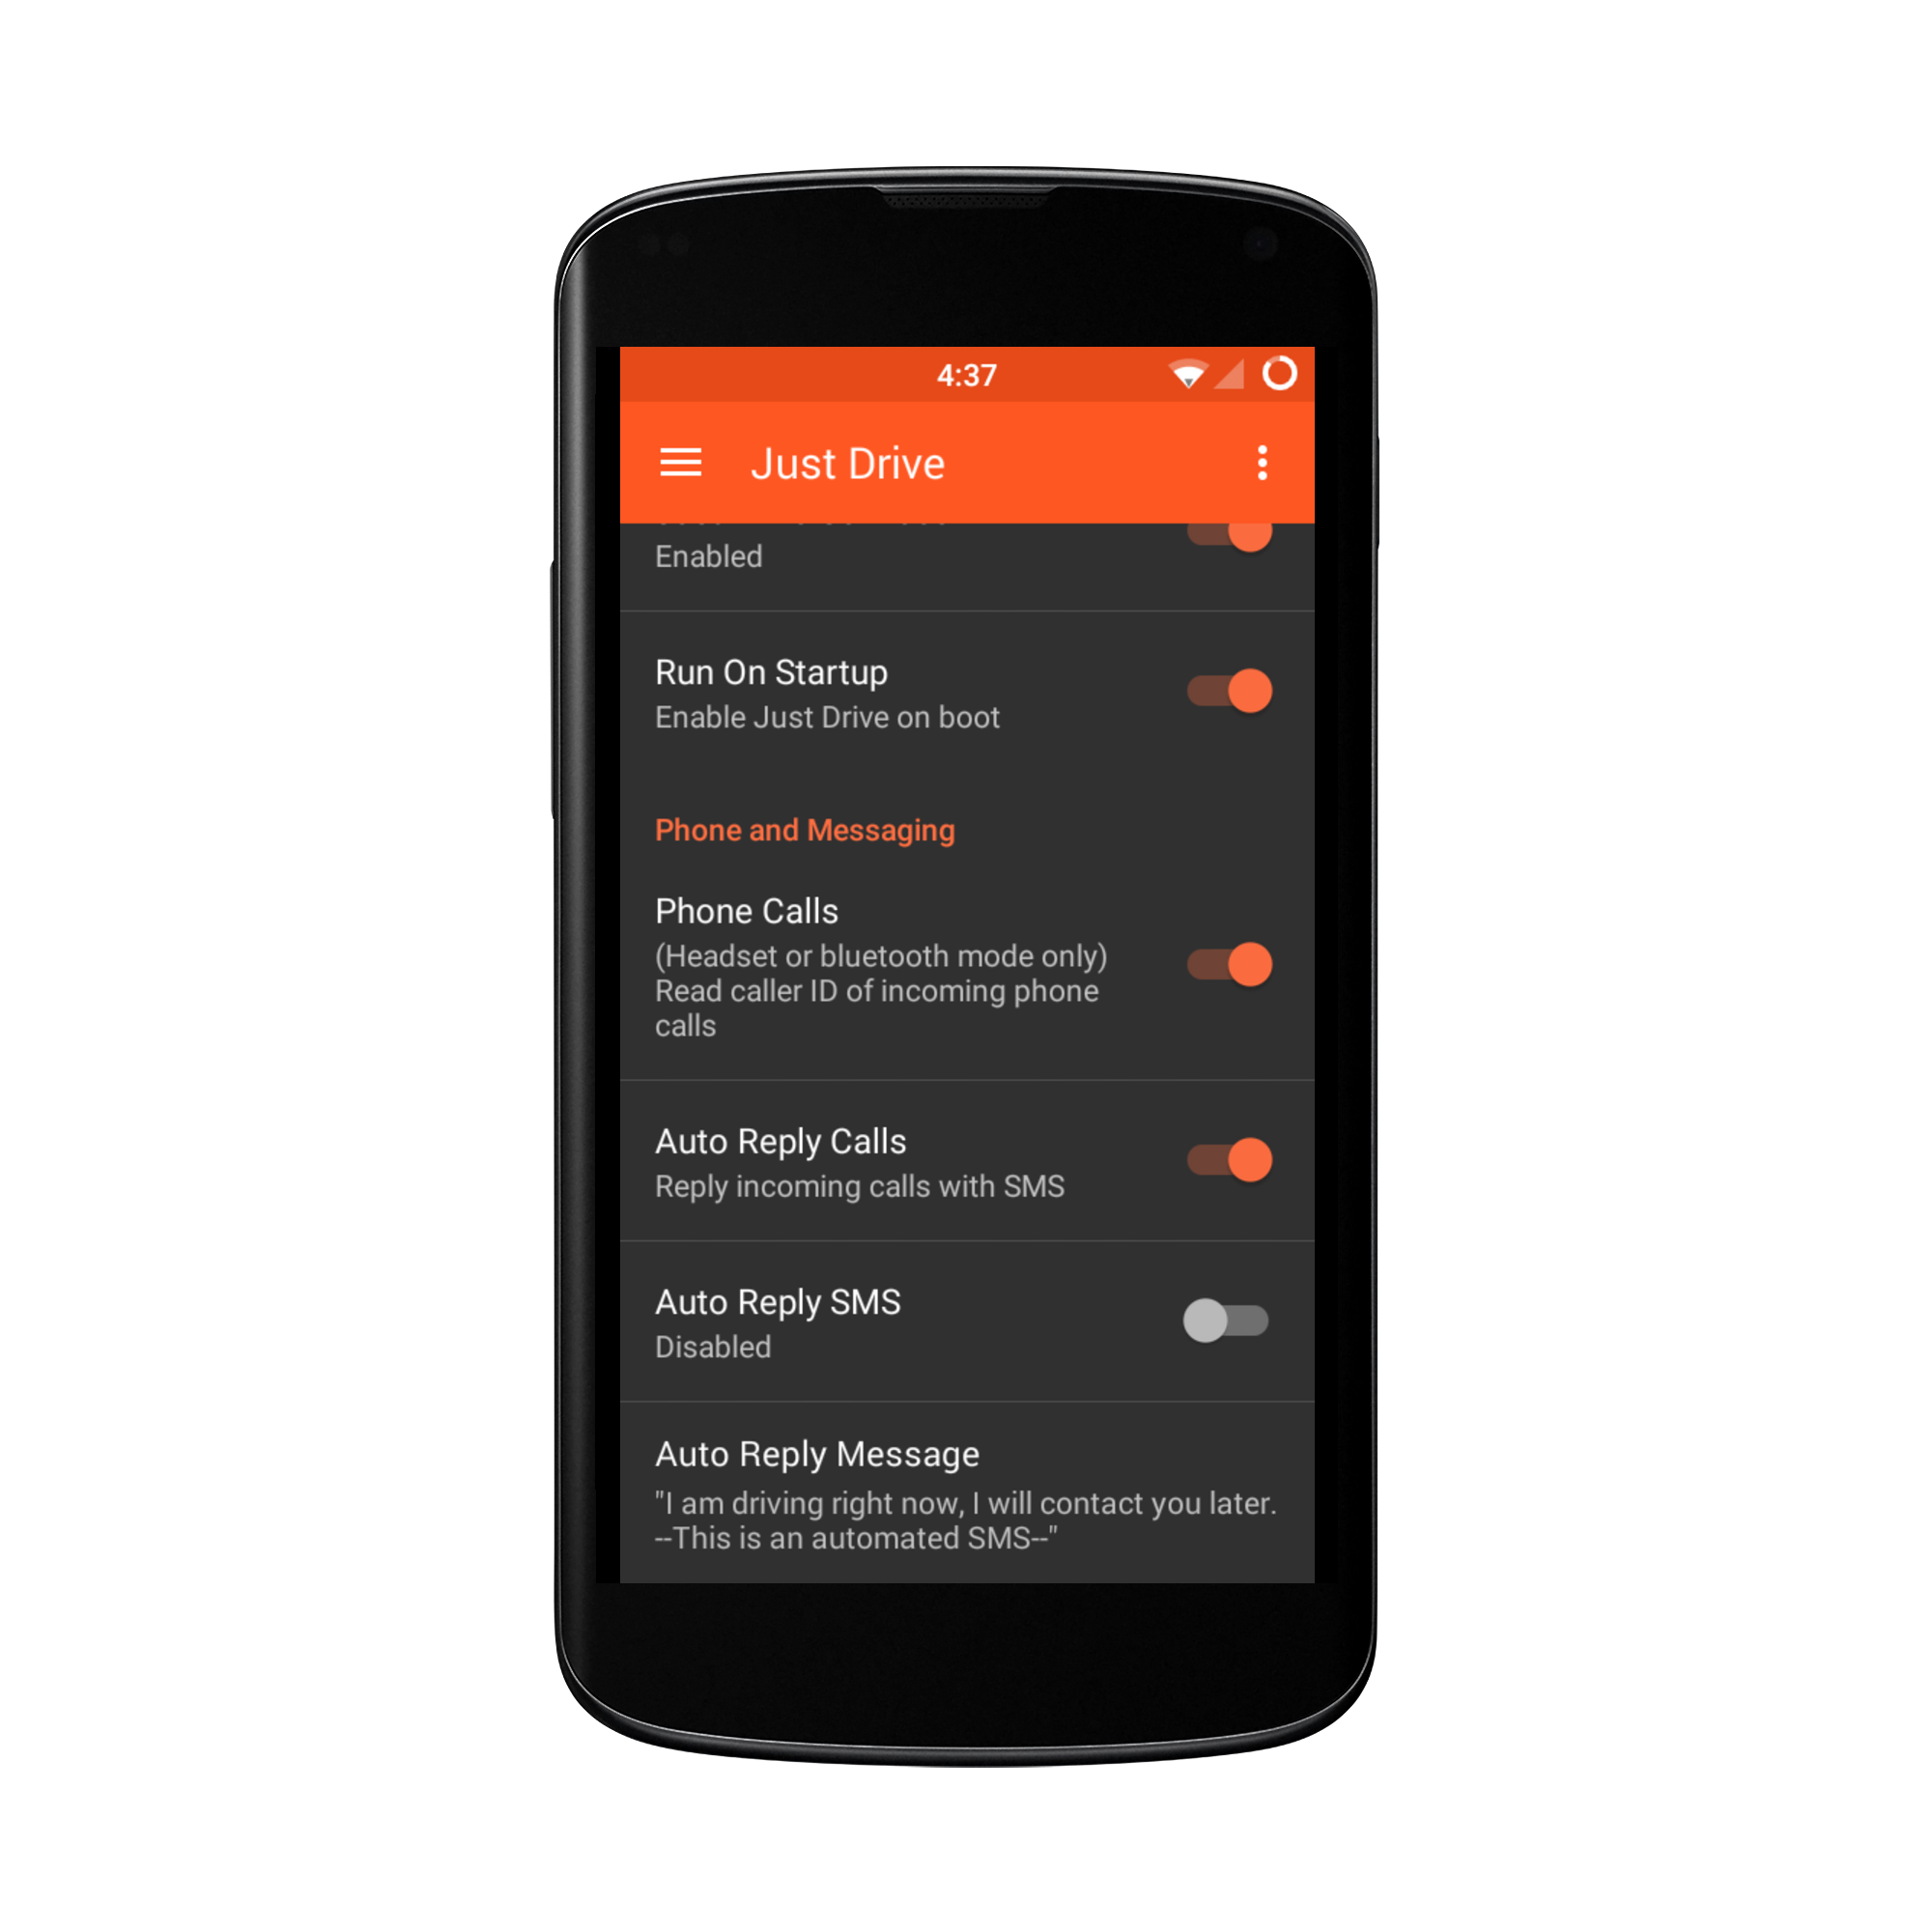 4:37
Just Drive
Enabled
Run On Startup
Enable Just Drive on boot
Phone and Messaging
Phone Calls
(Headset or bluetooth mode only)
Read caller ID of incoming phone
calls
Auto Reply Calls
Reply incoming calls with SMS
Auto Reply SMS
Disabled
Auto Reply Message
"I am driving right now, I will contact you later.
--This is an automated SMS--"